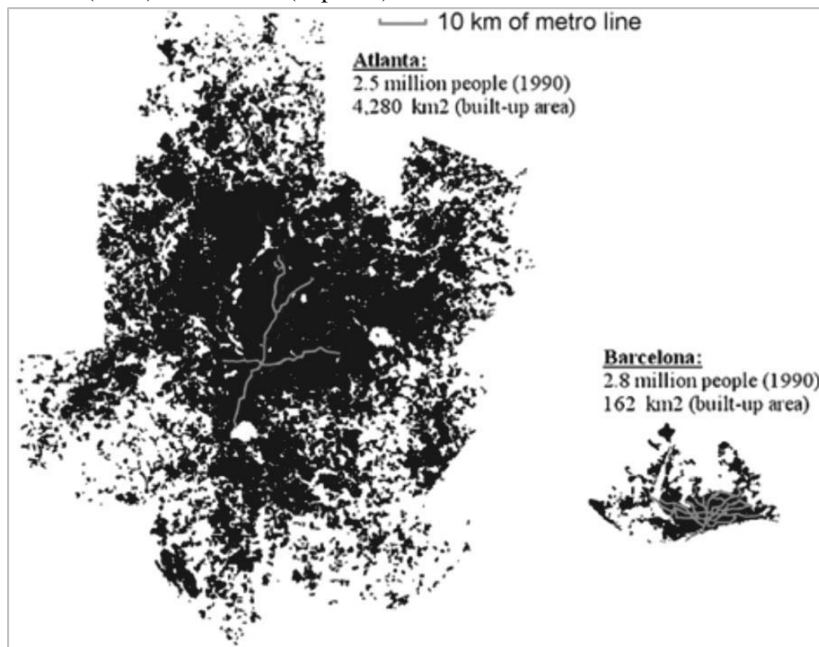 10 km of metro line
Atlanta:
2.5 million people (1990)
4,280 km2 (built-up area)
Barcelona:
2.8 million people (1990)
162 km2 (built-up area)